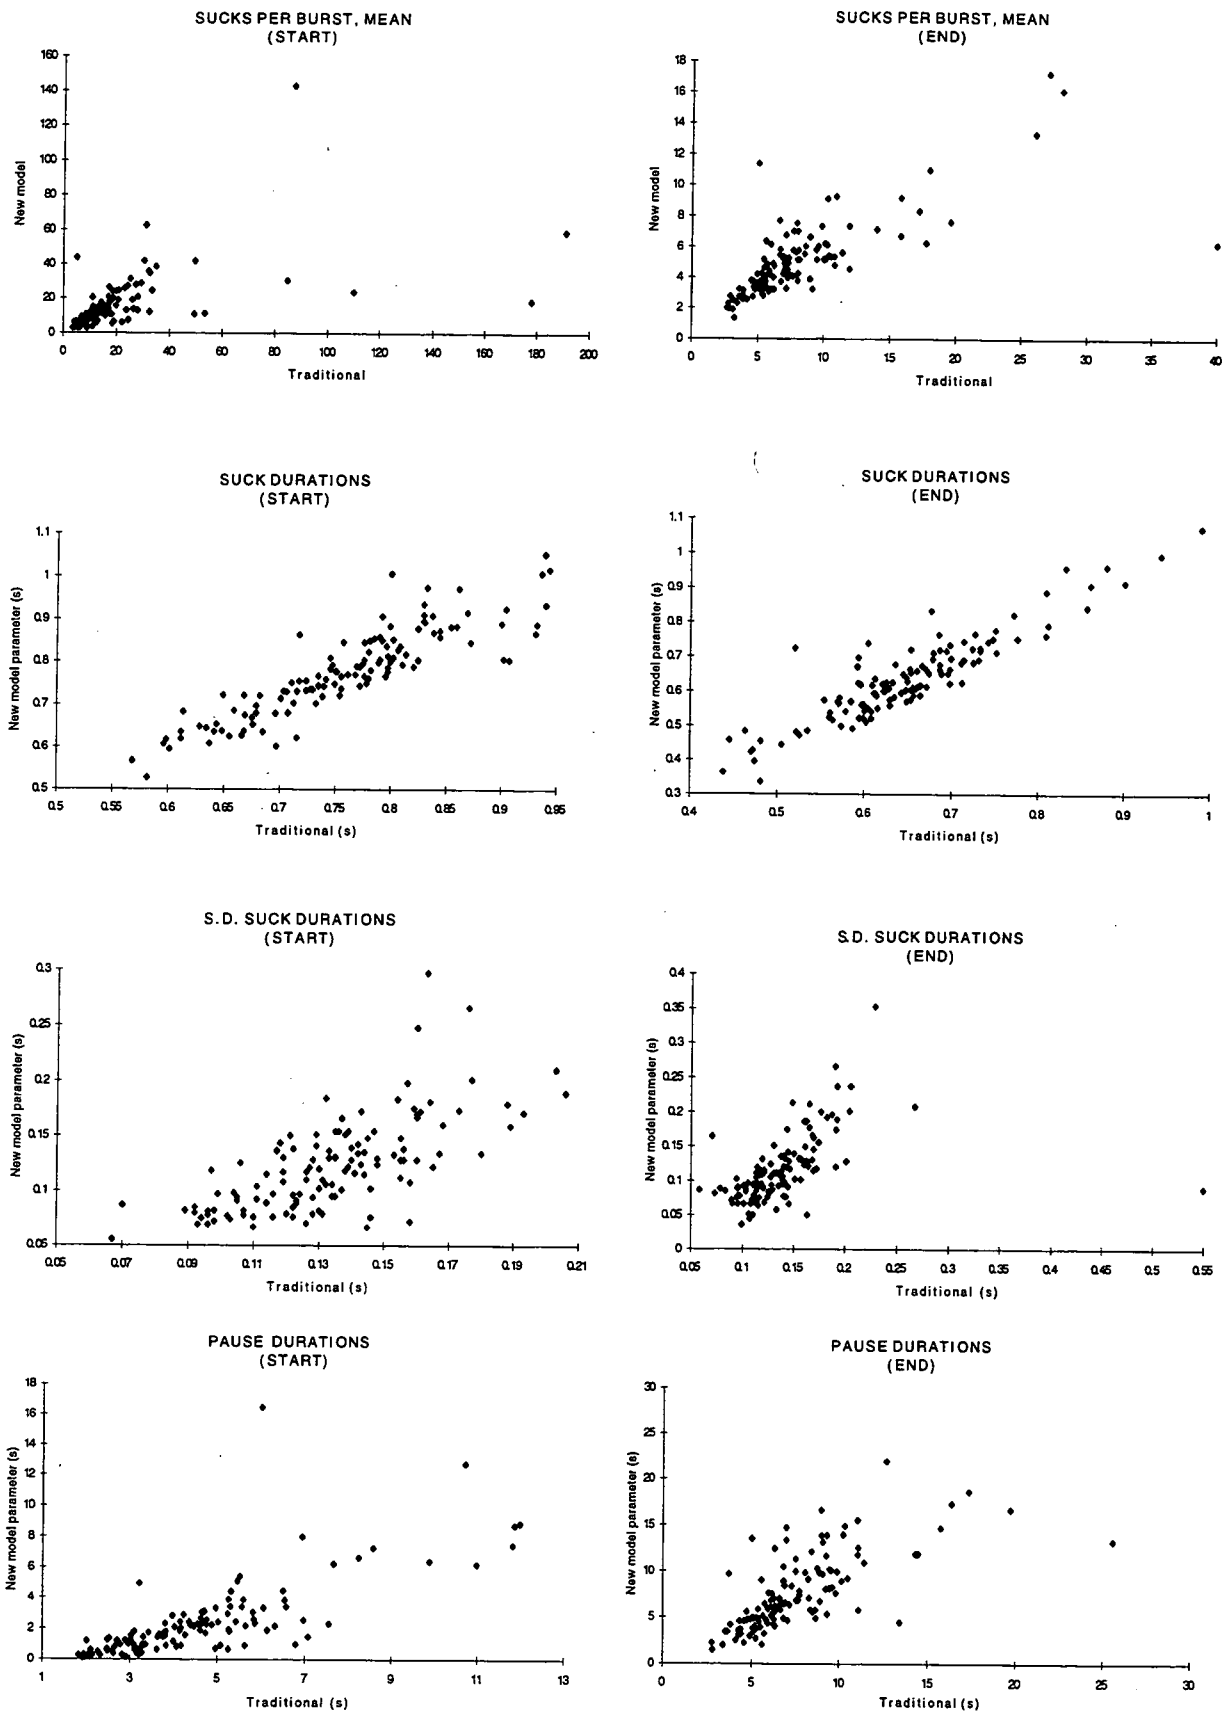 SUCKS PER BURST, MEAN
(START)
160
140
120
100
80
60
40
20
0
New model
0 20 40 60 80 100 120 140 160 180 200
Traditional
SUCKS PER BURST, MEAN
(END)
18
16
14
12
10
8
6
4
2
0
New model
0 5 10 15 20 25 30 35 40
Traditional
SUCK DURATIONS
(START)
1.1
1
0.9
0.8
0.7
0.6
0.5
New model parameter (s)
0.5 0.55 0.6 0.65 0.7 0.75 0.8 0.85 0.9 0.95
Traditional (s)
SUCK DURATIONS
(END)
1.1
1
0.9
0.8
0.7
0.6
0.5
0.4
0.3
New model parameter (s)
0.4 0.5 0.6 0.7 0.8 0.9 1
Traditional (s)
S.D. SUCK DURATIONS
(START)
0.3
0.25
0.2
0.15
0.1
0.05
New model parameter (s)
0.05 0.07 0.09 0.11 0.13 0.15 0.17 0.19 0.21
Traditional (s)
S.D. SUCK DURATIONS
(END)
0.4
0.35
0.3
0.25
0.2
0.15
0.1
0.05
0
New model parameter (s)
0.05 0.1 0.15 0.2 0.25 0.3 0.35 0.4 0.45 0.5 0.55
Traditional (s)
PAUSE DURATIONS
(START)
18
16
14
12
10
8
6
4
2
0
New model parameter (s)
1 3 5 7 9 11 13
Traditional (s)
PAUSE DURATIONS
(END)
30
25
20
15
10
5
0
New model parameter (s)
0 5 10 15 20 25 30
Traditional (s)